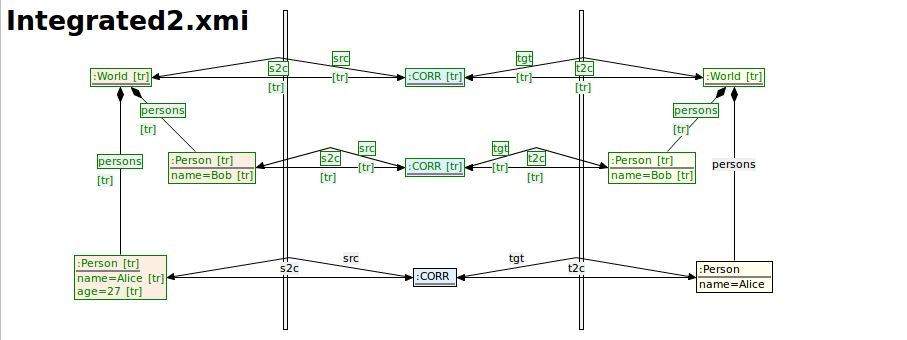 Integrated2.xmi
src
tgt
s2c
t2c
:World [tr]
:CORR [tr]
:World [tr]
[tr]
[tr]
[tr]
[tr]
persons
persons
[tr]
[tr]
src
tgt
s2c
t2c
:Person [tr]
name=Bob [tr]
:CORR [tr]
:Person [tr]
name=Bob [tr]
persons
[tr]
persons
[tr]
[tr]
[tr]
[tr]
src
tgt
s2c
t2c
:Person [tr]
name=Alice [tr]
age=27 [tr]
:CORR
:Person
name=Alice